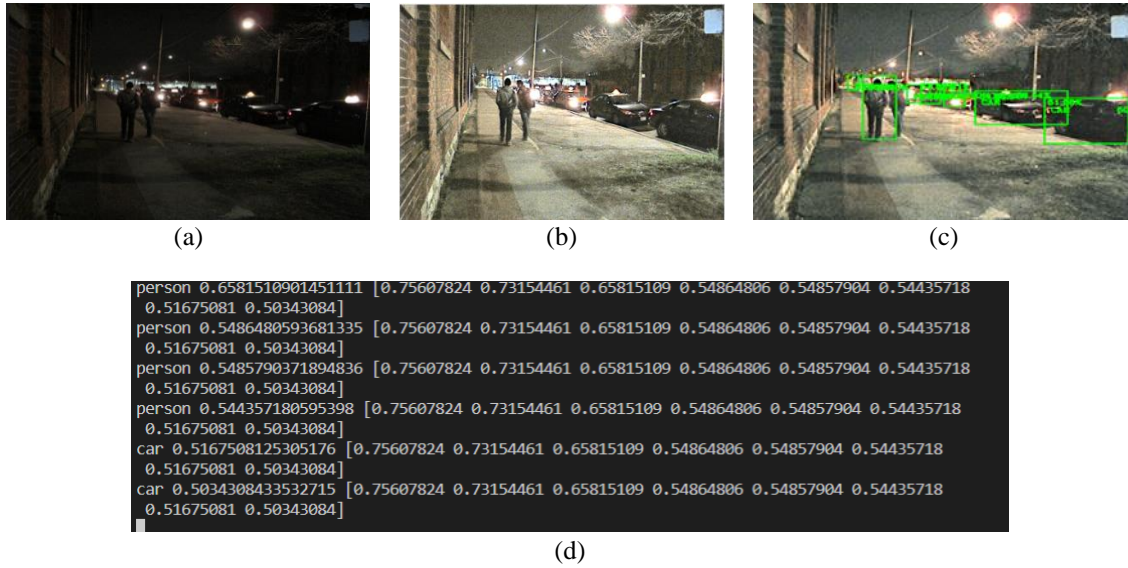 (a)
(b)
(c)
person 0.6581510901451111 [0.75607824 0.73154461 0.65815109 0.54864806 0.54857904 0.54435718
0.51675081 0.50343084]
person 0.5486480593681335 [0.75607824 0.73154461 0.65815109 0.54864806 0.54857904 0.54435718
0.51675081 0.50343084]
person 0.5485790371894836 [0.75607824 0.73154461 0.65815109 0.54864806 0.54857904 0.54435718
0.51675081 0.50343084]
person 0.544357180595398 [0.75607824 0.73154461 0.65815109 0.54864806 0.54857904 0.54435718
0.51675081 0.50343084]
car 0.5167508125305176 [0.75607824 0.73154461 0.65815109 0.54864806 0.54857904 0.54435718
0.51675081 0.50343084]
car 0.5034308433532715 [0.75607824 0.73154461 0.65815109 0.54864806 0.54857904 0.54435718
0.51675081 0.50343084]
(d)